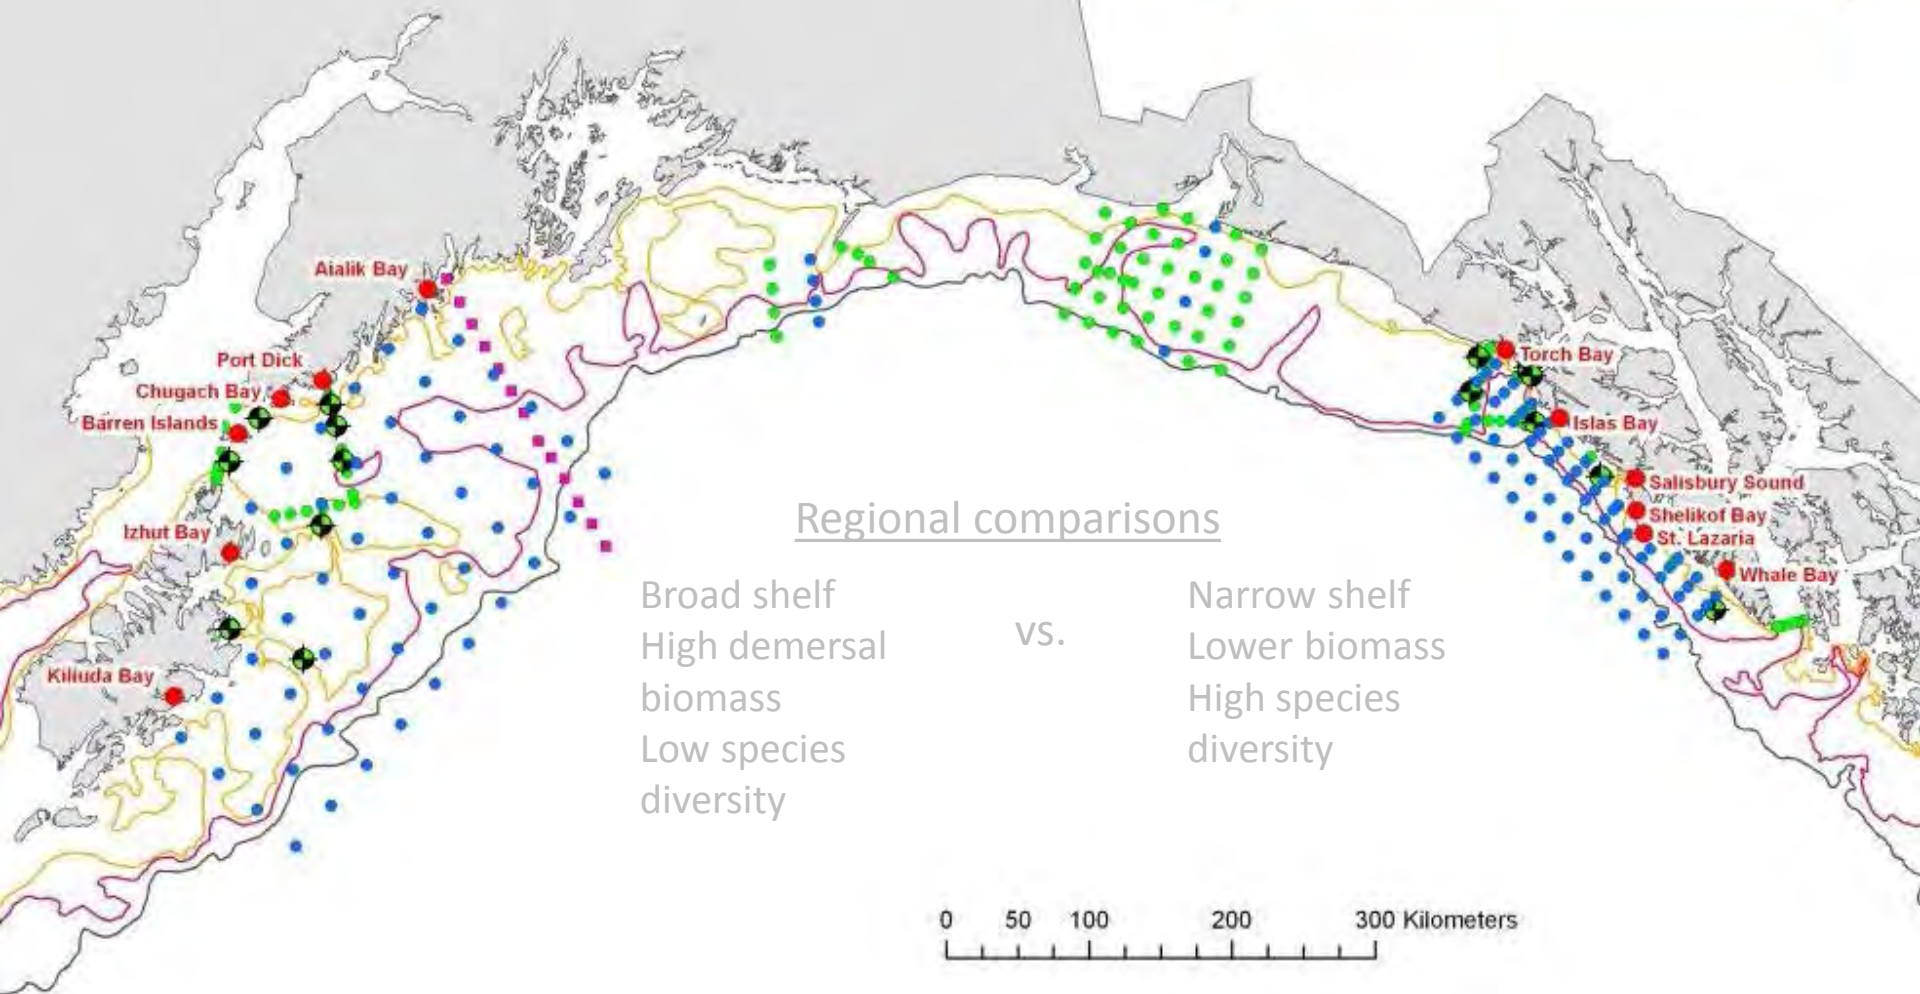 Aialik Bay
Port Dick
Chugach Bay
Barren Islands
Izhut Bay
Kiliuda Bay
Torch Bay
Islas Bay
Salisbury Sound
Shelikof Bay
St. Lazaria
Whale Bay
Regional comparisons
Broad shelf
High demersal
biomass
Low species
diversity
vs.
Narrow shelf
Lower biomass
High species
diversity
0 50 100 200 300 Kilometers